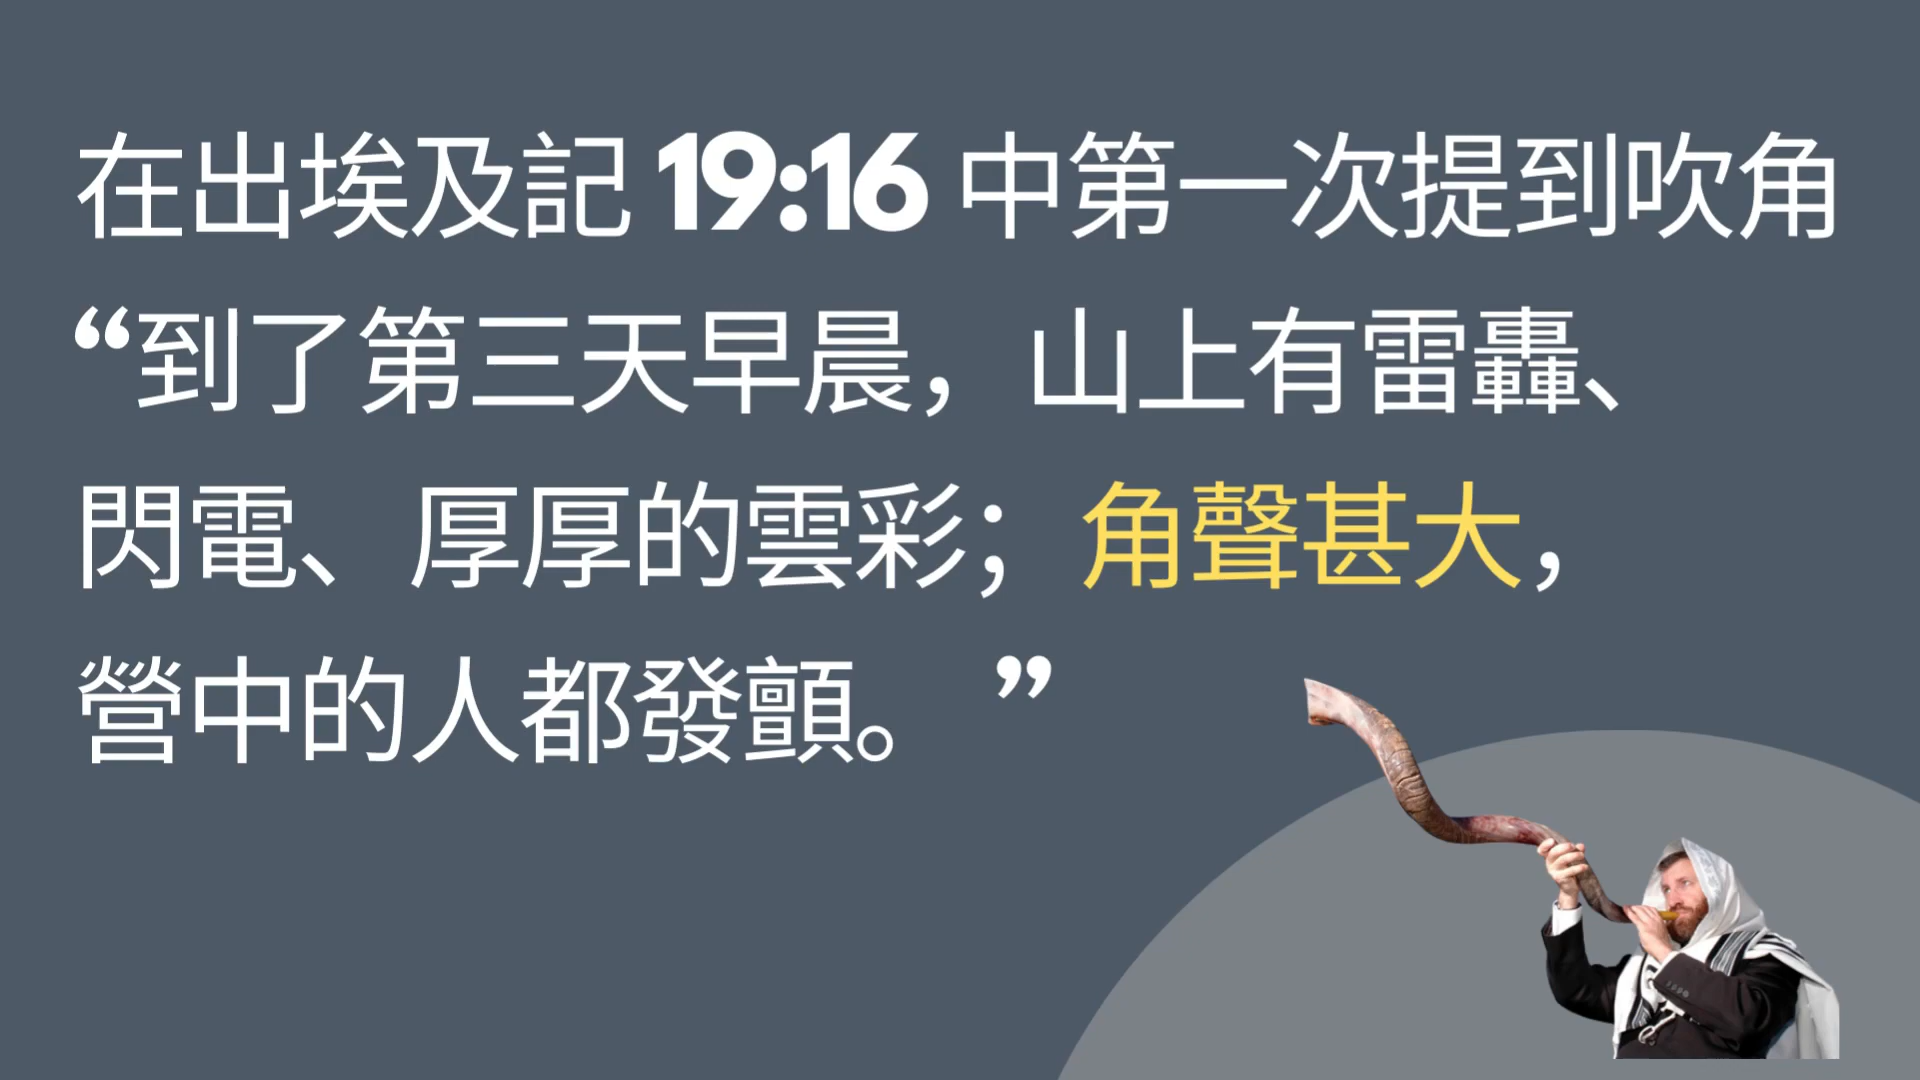 在出埃及記 19:16 中第一次提到吹角
“到了第三天早晨，山上有雷轟、
閃電、厚厚的雲彩；角聲甚大，
營中的人都發顫。”